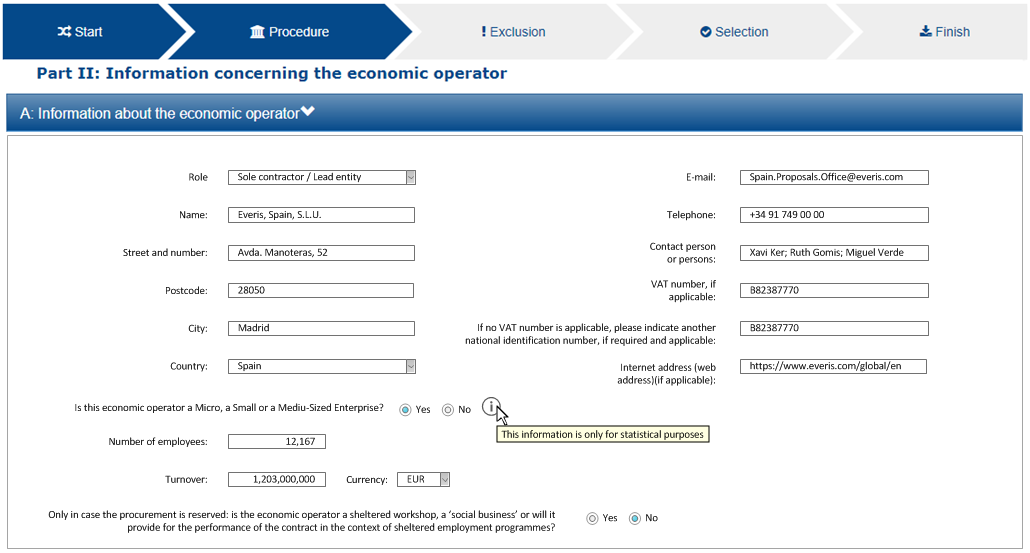 Start
Procedure
Exclusion
Selection
Finish
Part II: Information concerning the economic operator
A: Information about the economic operator
Role
Sole contractor / Lead entity
E-mail:
Spain.Proposals.Office@everis.com
Name:
Everis, Spain, S.L.U.
Telephone:
+34 91 749 00 00
Street and number:
Avda. Manoteras, 52
Contact person
or persons:
Xavi Ker; Ruth Gomis; Miguel Verde
Postcode:
28050
VAT number, if
applicable:
B82387770
City:
Madrid
If no VAT number is applicable, please indicate another
national identification number, if required and applicable:
B82387770
Country:
Spain
Internet address (web
address)(if applicable):
https://www.everis.com/global/en
Is this economic operator a Micro, a Small or a Mediu-Sized Enterprise?
Yes
No
This information is only for statistical purposes
Number of employees:
12,167
Turnover:
1,203,000,000
Currency:
EUR
Only in case the procurement is reserved: is the economic operator a sheltered workshop, a ‘social business’ or will it
provide for the performance of the contract in the context of sheltered employment programmes?
Yes
No